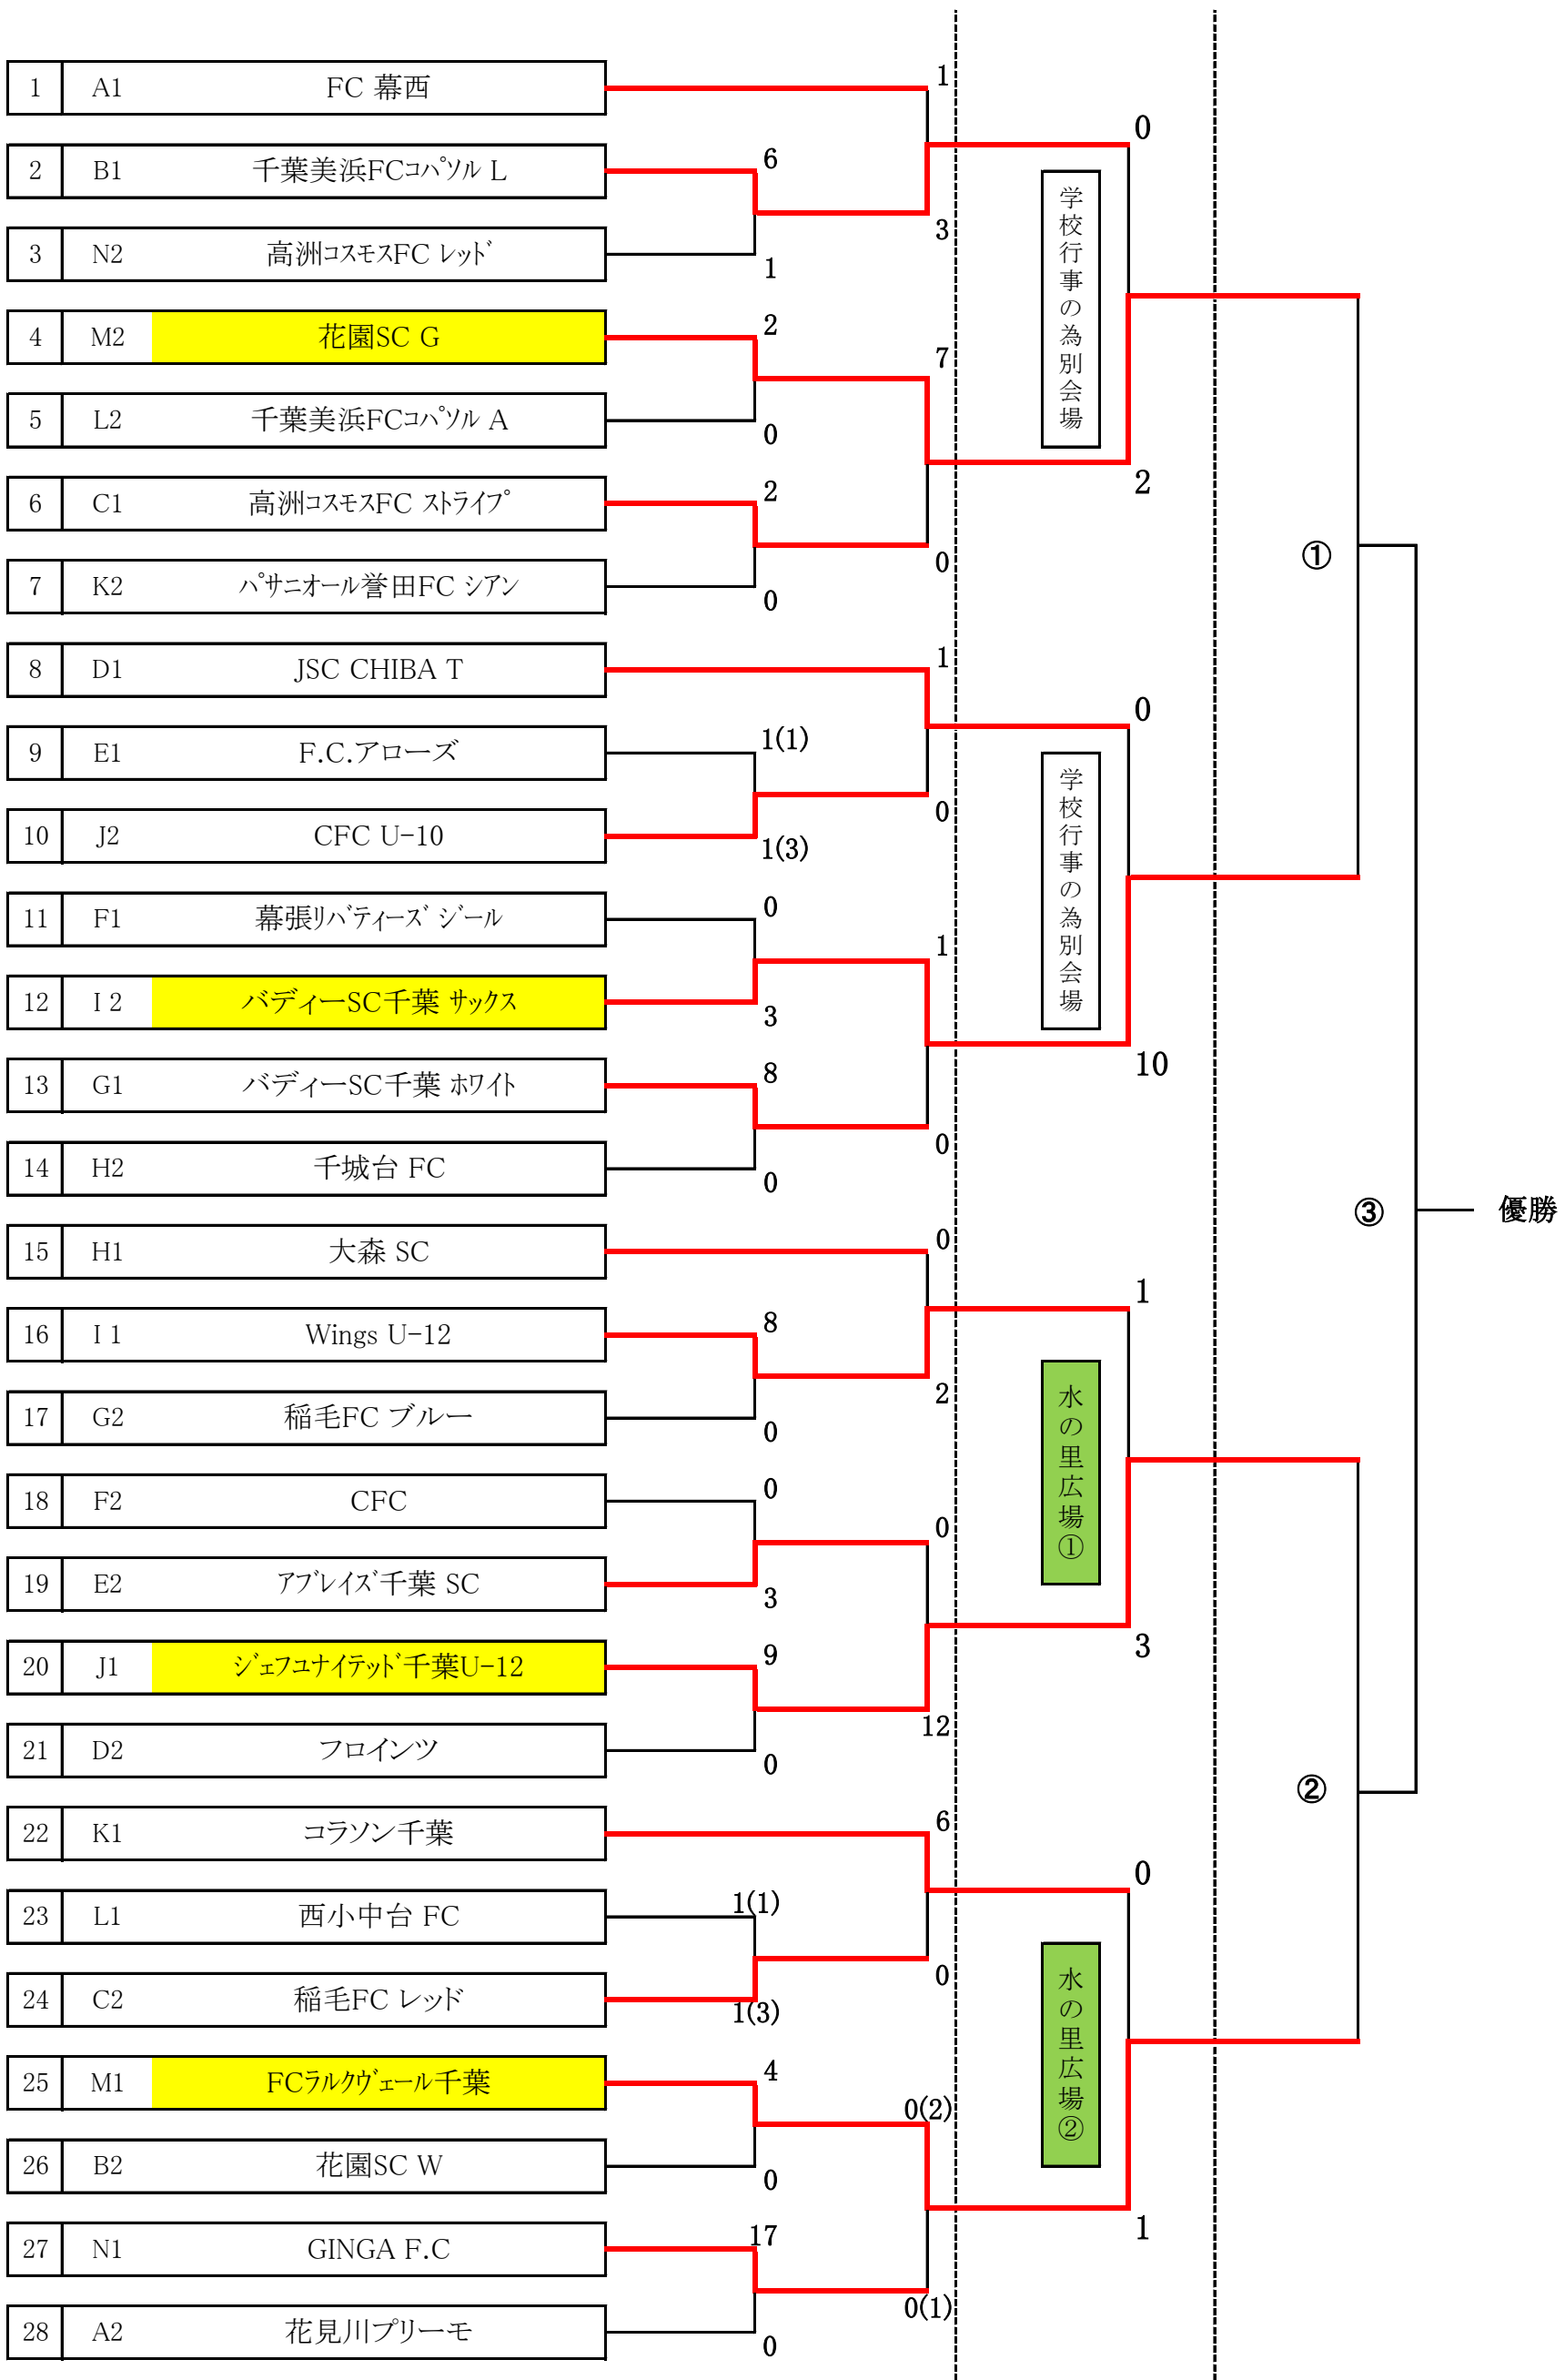 1 A1 FC 幕西
2 B1 千葉美浜FCｺﾊﾟｿﾙ L
3 N2 高洲ｺｽﾓｽFC ﾚｯﾄﾞ
4 M2 花園SC G
5 L2 千葉美浜FCｺﾊﾟｿﾙ A
6 C1 高洲ｺｽﾓｽFC ｽﾄﾗｲﾌﾟ
7 K2 ﾊﾟｻﾆｵｰﾙ誉田FC ｼｱﾝ
8 D1 JSC CHIBA T
9 E1 F.C.アローズ
10 J2 CFC U-10
11 F1 幕張ﾘﾊﾞﾃｨｰｽﾞ ｼﾞｰﾙ
12 I 2 バディーSC千葉 ｻｯｸｽ
13 G1 バディーSC千葉 ﾎﾜｲﾄ
14 H2 千城台 FC
15 H1 大森 SC
16 I 1 Wings U-12
17 G2 稲毛FC ブルー
18 F2 CFC
19 E2 ｱﾌﾞﾚｲｽﾞ千葉 SC
20 J1 ｼﾞｪﾌﾕﾅｲﾃｯﾄﾞ千葉U-12
21 D2 フロインツ
22 K1 コラソン千葉
23 L1 西小中台 FC
24 C2 稲毛FC レッド
25 M1 FCﾗﾙｸｳﾞｪｰﾙ千葉
26 B2 花園SC W
27 N1 GINGA F.C
28 A2 花見川プリーモ
6
1
2
0
2
0
1(1)
1(3)
0
3
8
0
8
0
0
3
9
0
1(1)
1(3)
4
0
17
0
1
3
7
0
1
0
1
0
0
2
0
12
6
0
0(2)
0(1)
0
学校行事の為別会場
2
0
学校行事の為別会場
10
1
水の里広場①
3
0
水の里広場②
1
①
②
③
優勝